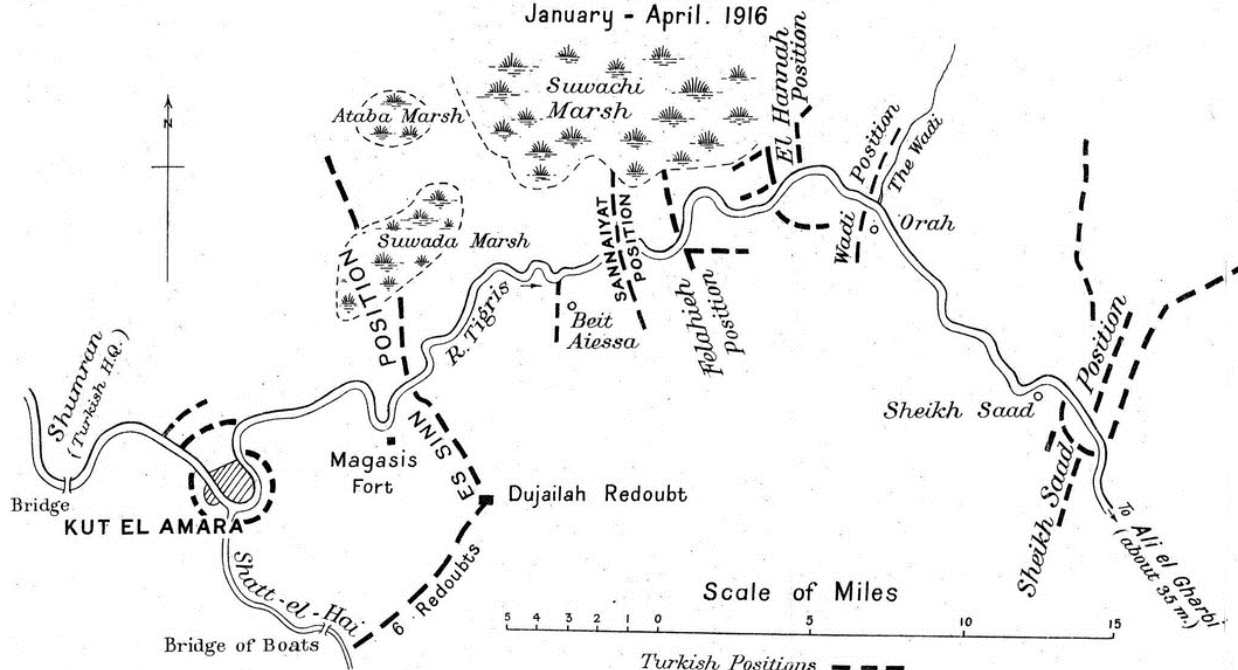 January - April. 1916
N
Ataba Marsh
Suwachi
Marsh
El Hannah
Position
Position
The Wadi
Wadi
Orah
Suwada Marsh
POSITION
SANNAIYAT
POSITION
R. Tigris
Beit
Aiessa
Felahieh
Position
Shumran
(Turkish H.Q.)
Sheikh Saad
Position
Sheikh Saad
ES SINN
Magasis
Fort
Dujailah Redoubt
Bridge
KUT EL AMARA
Shatt-el-Hai
6 Redoubts
Bridge of Boats
To
Ali el Gharbi
(about 35 m.)
Scale of Miles
5 4 3 2 1 0 5 10 15
Turkish Positions